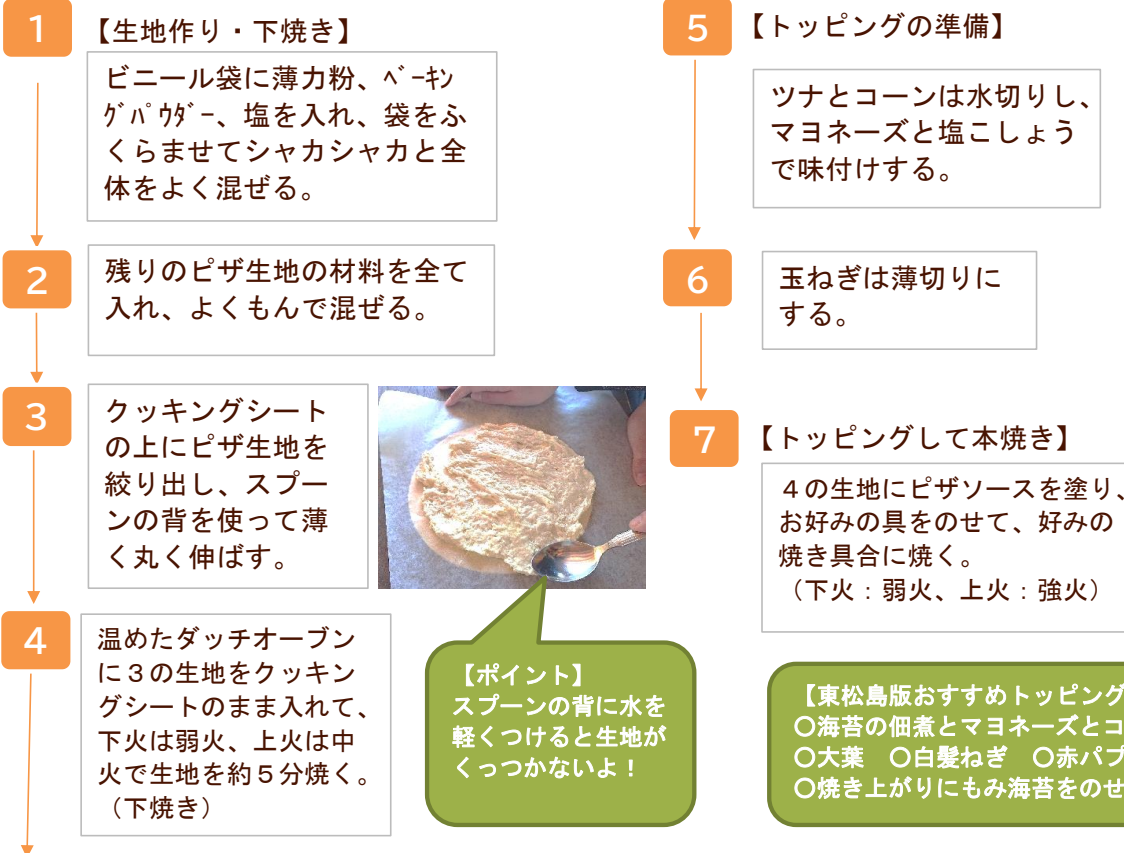 1
【生地作り・下焼き】
ビニール袋に薄力粉、ﾍﾞｰｷﾝ
ｸﾞﾊﾟｳﾀﾞｰ、塩を入れ、袋をふ
くらませてシャカシャカと全
体をよく混ぜる。
2
残りのピザ生地の材料を全て
入れ、よくもんで混ぜる。
3
クッキングシート
の上にピザ生地を
絞り出し、スプー
ンの背を使って薄
く丸く伸ばす。
4
温めたダッチオーブン
に３の生地をクッキン
グシートのまま入れて、
下火は弱火、上火は中
火で生地を約５分焼く。
（下焼き）
【ポイント】
スプーンの背に水を
軽くつけると生地が
くっつかないよ！
5
【トッピングの準備】
ツナとコーンは水切りし、
マヨネーズと塩こしょう
で味付けする。
6
玉ねぎは薄切りに
する。
7
【トッピングして本焼き】
４の生地にピザソースを塗り、
お好みの具をのせて、好みの
焼き具合に焼く。
（下火：弱火、上火：強火）
【東松島版おすすめトッピング
〇海苔の佃煮とマヨネーズとコ
〇大葉　〇白髪ねぎ　〇赤パプ
〇焼き上がりにもみ海苔をのせ